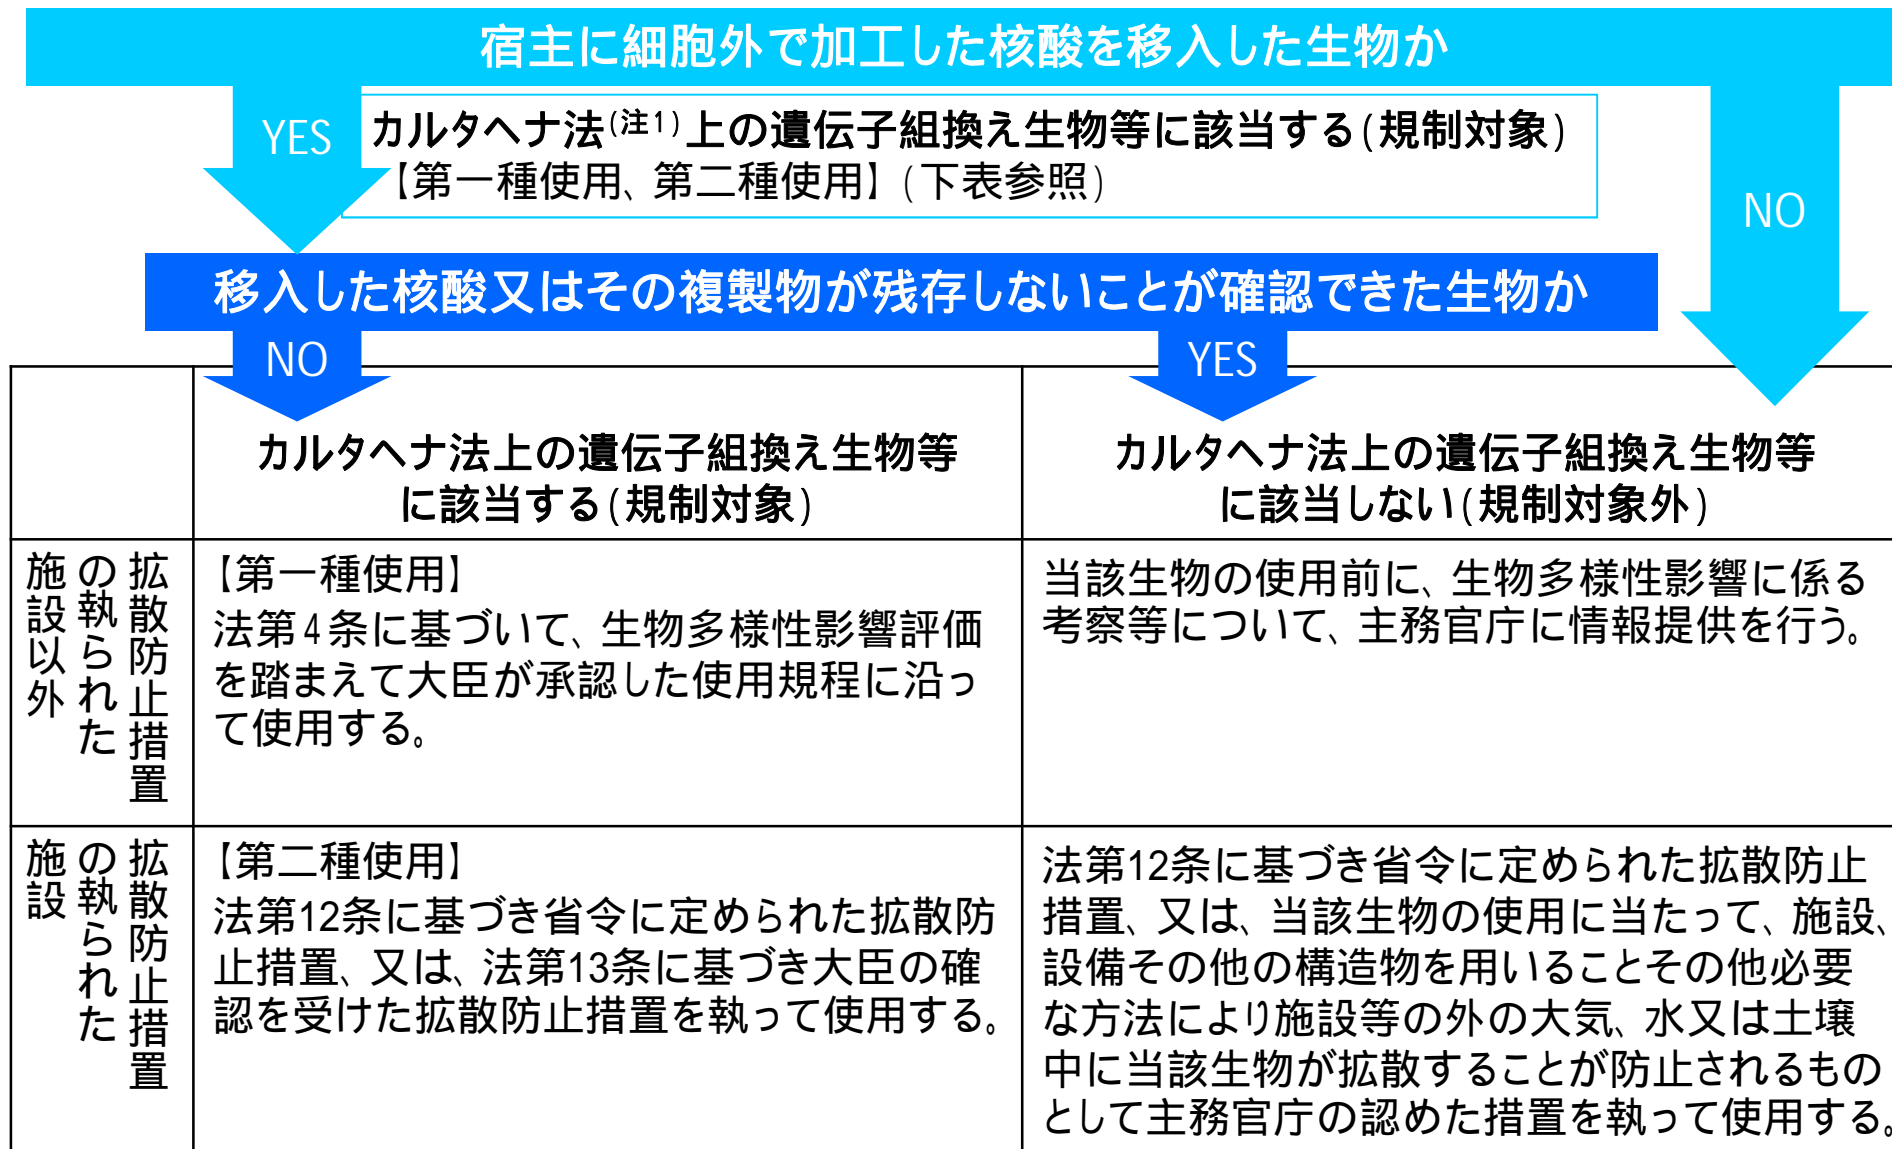 宿主に細胞外で加工した核酸を移入した生物か
YES
カルタヘナ法(注1)上の遺伝子組換え生物等に該当する(規制対象)
【第一種使用、第二種使用】(下表参照)
NO
移入した核酸又はその複製物が残存しないことが確認できた生物か
NO
YES
カルタヘナ法上の遺伝子組換え生物等
に該当する(規制対象)
カルタヘナ法上の遺伝子組換え生物等
に該当しない(規制対象外)
拡散防止措置
の執られた
施設以外
【第一種使用】
法第4条に基づいて、生物多様性影響評価
を踏まえて大臣が承認した使用規程に沿っ
て使用する。
当該生物の使用前に、生物多様性影響に係る
考察等について、主務官庁に情報提供を行う。
拡散防止措置
の執られた
施設
【第二種使用】
法第12条に基づき省令に定められた拡散防
止措置、又は、法第13条に基づき大臣の確
認を受けた拡散防止措置を執って使用する。
法第12条に基づき省令に定められた拡散防止
措置、又は、当該生物の使用に当たって、施設、
設備その他の構造物を用いることその他必要
な方法により施設等の外の大気、水又は土壌
中に当該生物が拡散することが防止されるもの
として主務官庁の認めた措置を執って使用する。